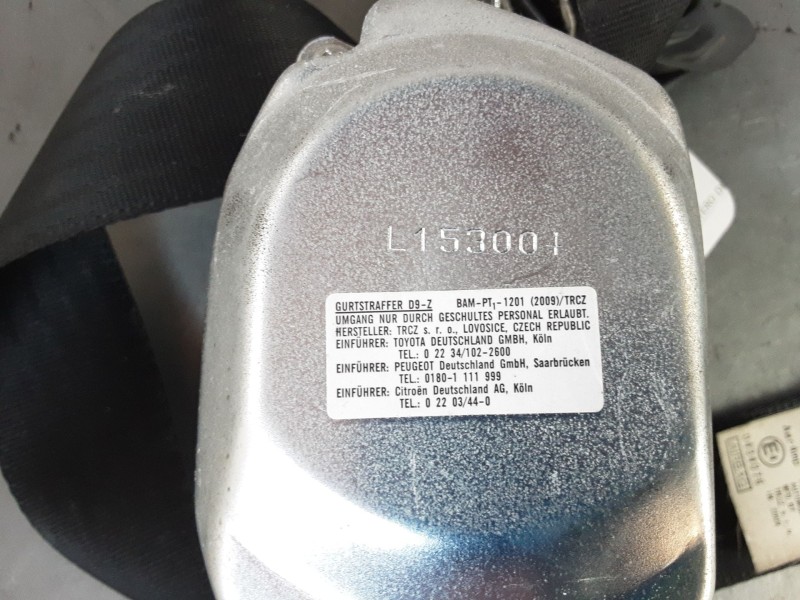 L153001
GURTSTRAFFER D9-Z BAM-PT1-1201 (2009)/TRCZ
UMGANG NUR DURCH GESCHULTES PERSONAL ERLAUBT.
HERSTELLER: TRCZ s. r. o., LOVOSICE, CZECH REPUBLIC
EINFÜHRER: TOYOTA DEUTSCHLAND GMBH, Köln
TEL.: 0 22 34/102-2600
EINFÜHRER: PEUGEOT Deutschland GmbH, Saarbrücken
TEL.: 0180-1 111 999
EINFÜHRER: Citroën Deutschland AG, Köln
TEL.: 0 22 03/44-0